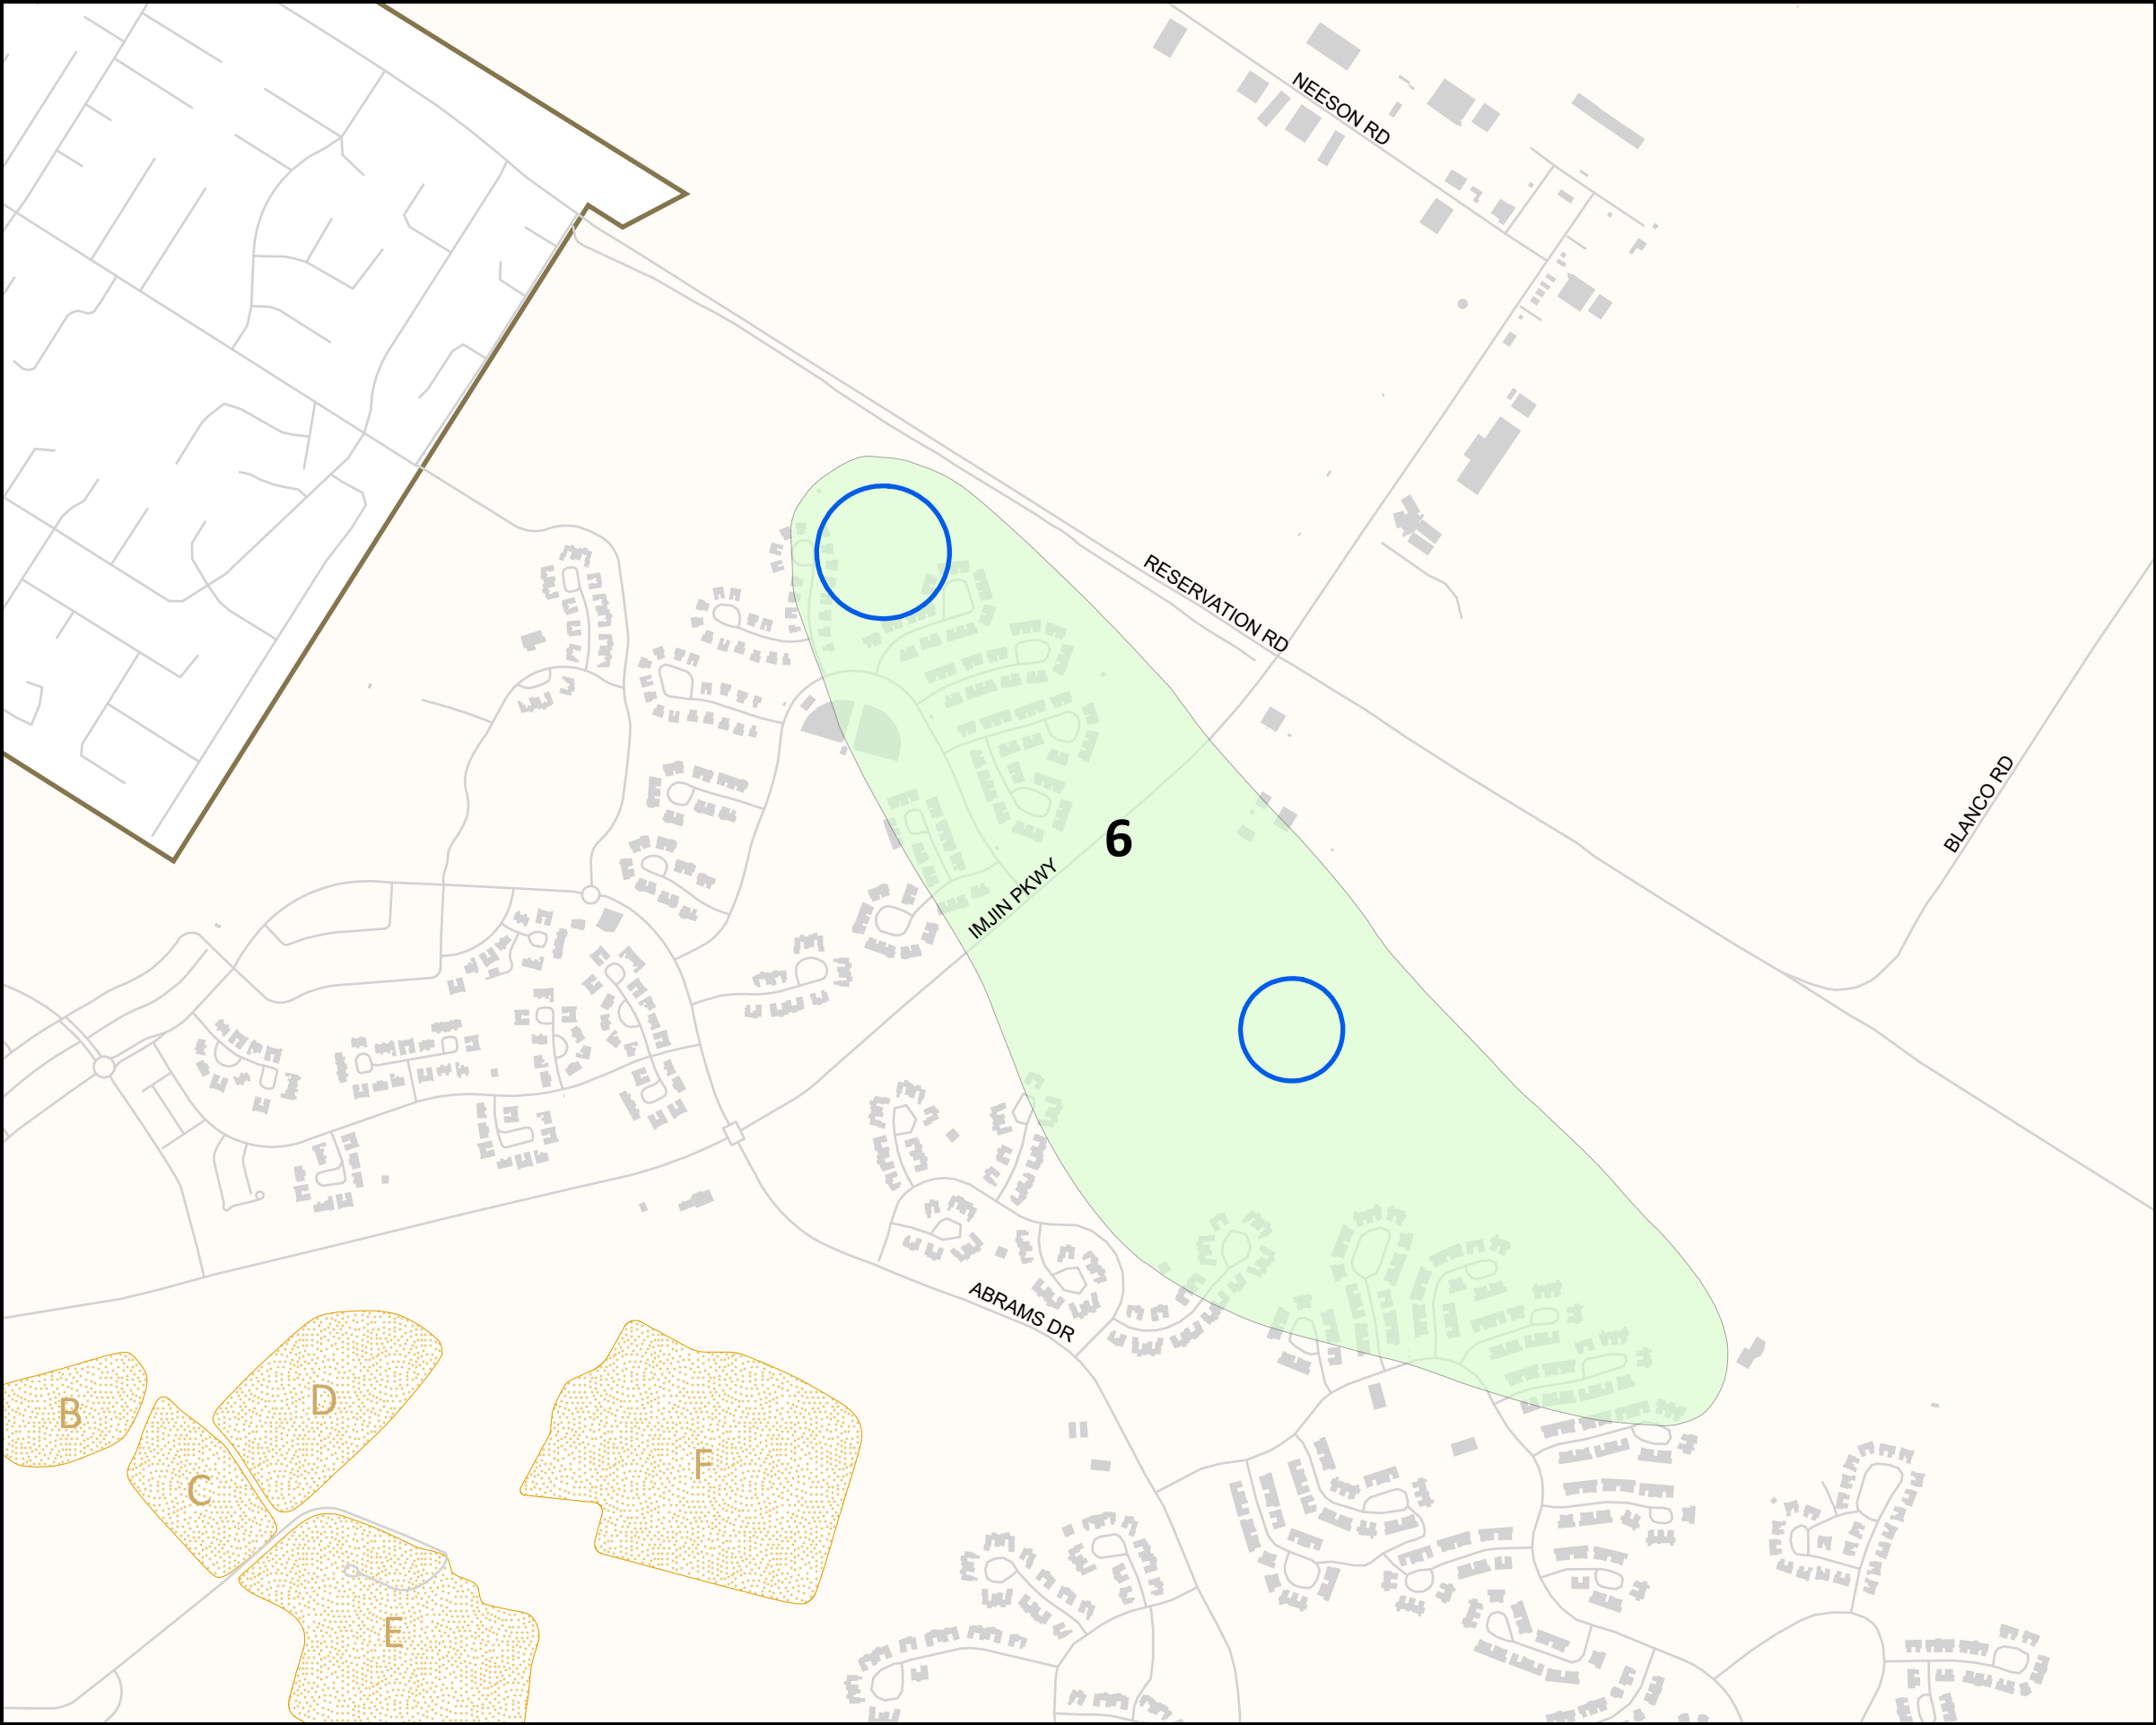 NEESON RD
RESERVATION RD
BLANCO RD
6
IMJIN PKWY
ABRAMS DR
B
D
C
F
E